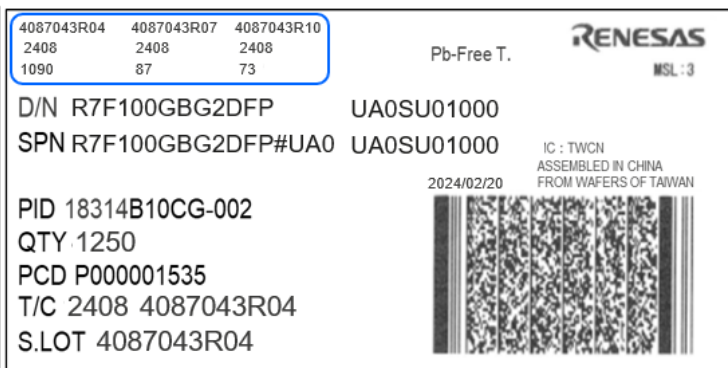 4087043R04 4087043R07 4087043R10
2408 2408 2408
1090 87 73
RENESAS
Pb-Free T.
MSL : 3
D/N R7F100GBG2DFP UA0SU01000
SPN R7F100GBG2DFP#UA0 UA0SU01000
IC : TWCN
ASSEMBLED IN CHINA
2024/02/20 FROM WAFERS OF TAIWAN
PID 18314B10CG-002
QTY 1250
PCD P000001535
T/C 2408 4087043R04
S.LOT 4087043R04